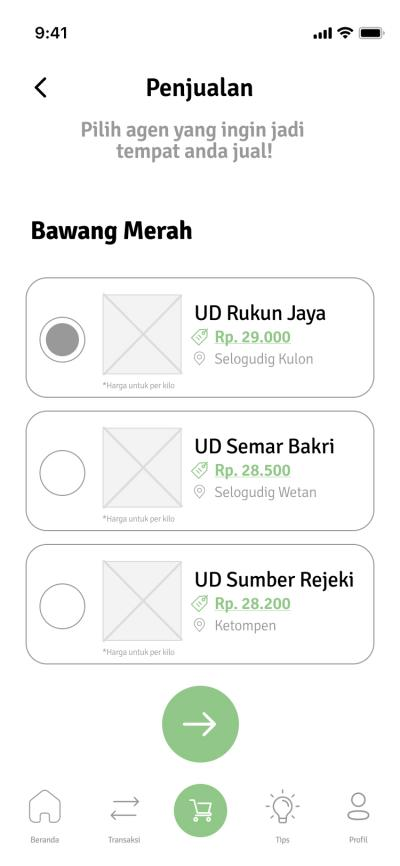 9:41
Penjualan
Pilih agen yang ingin jadi
tempat anda jual!
Bawang Merah
UD Rukun Jaya
Rp. 29.000
Selogudig Kulon
*Harga untuk per kilo
UD Semar Bakri
Rp. 28.500
Selogudig Wetan
*Harga untuk per kilo
UD Sumber Rejeki
Rp. 28.200
Ketompen
*Harga untuk per kilo
Beranda
Transaksi
Tips
Profil